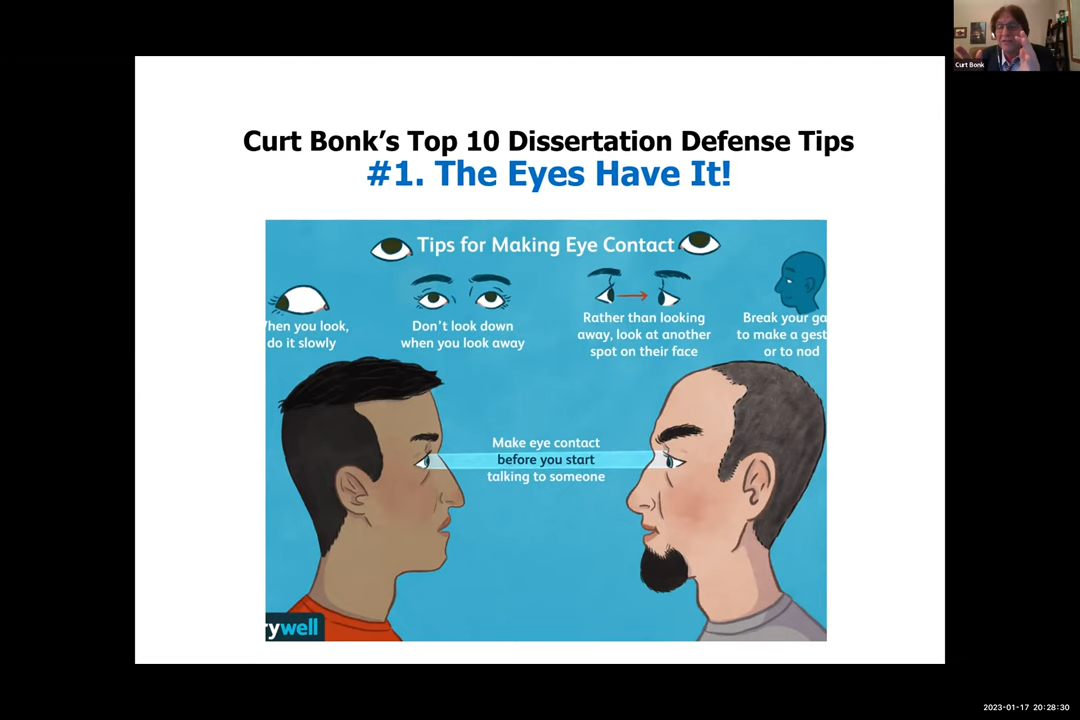 Curt Bonk
Curt Bonk’s Top 10 Dissertation Defense Tips
#1. The Eyes Have It!
Tips for Making Eye Contact
hen you look,
do it slowly
Don’t look down
when you look away
Rather than looking
away, look at another
spot on their face
Break your ga
to make a gest
or to nod
Make eye contact
before you start
talking to someone
rywell
2023-01-17 20:28:30